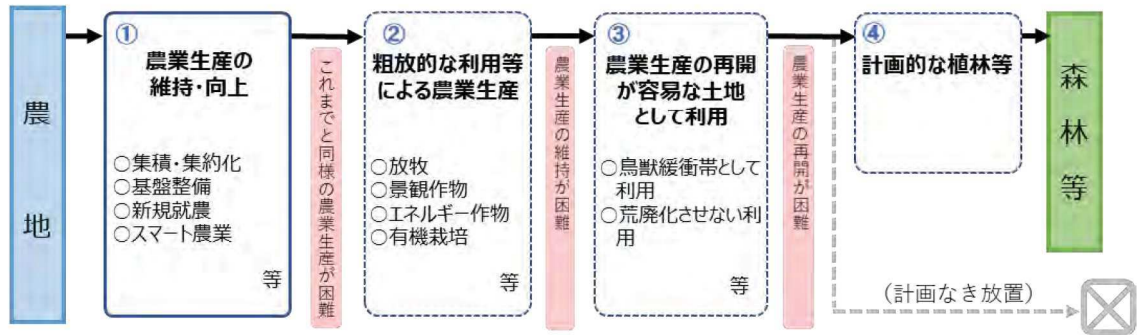 農地
①
農業生産の
維持・向上
○集積・集約化
○基盤整備
○新規就農
○スマート農業
等
これまでと同様の農業生産が困難
②
粗放的な利用等
による農業生産
○放牧
○景観作物
○エネルギー作物
○有機栽培
等
農業生産の維持が困難
③
農業生産の再開
が容易な土地
として利用
○鳥獣緩衝帯として
利用
○荒廃化させない利
用
等
農業生産の再開が困難
④
計画的な植林等
森林等
(計画なき放置)